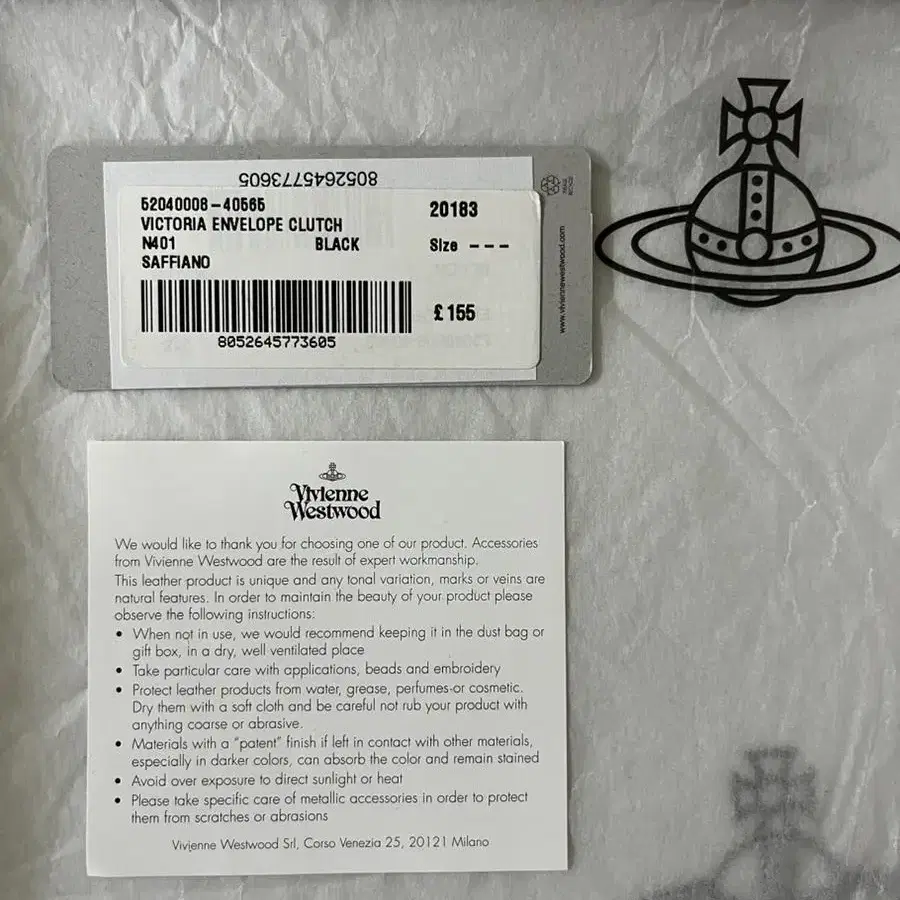 8052645773605
52040008-40565
20183
VICTORIA ENVELOPE CLUTCH
N401 BLACK
Size ---
SAFFIANO
£155
8052645773605
www.viviennewestwood.com
Vivienne
Westwood
We would like to thank you for choosing one of our product. Accessories
from Vivienne Westwood are the result of expert workmanship.
This leather product is unique and any tonal variation, marks or veins are
natural features. In order to maintain the beauty of your product please
observe the following instructions:
• When not in use, we would recommend keeping it in the dust bag or
gift box, in a dry, well ventilated place
• Take particular care with applications, beads and embroidery
• Protect leather products from water, grease, perfumes-or cosmetic.
Dry them with a soft cloth and be careful not rub your product with
anything coarse or abrasive.
• Materials with a "patent" finish if left in contact with other materials,
especially in darker colors, can absorb the color and remain stained
• Avoid over exposure to direct sunlight or heat
• Please take specific care of metallic accessories in order to protect
them from scratches or abrasions
Vivienne Westwood Srl, Corso Venezia 25, 20121 Milano